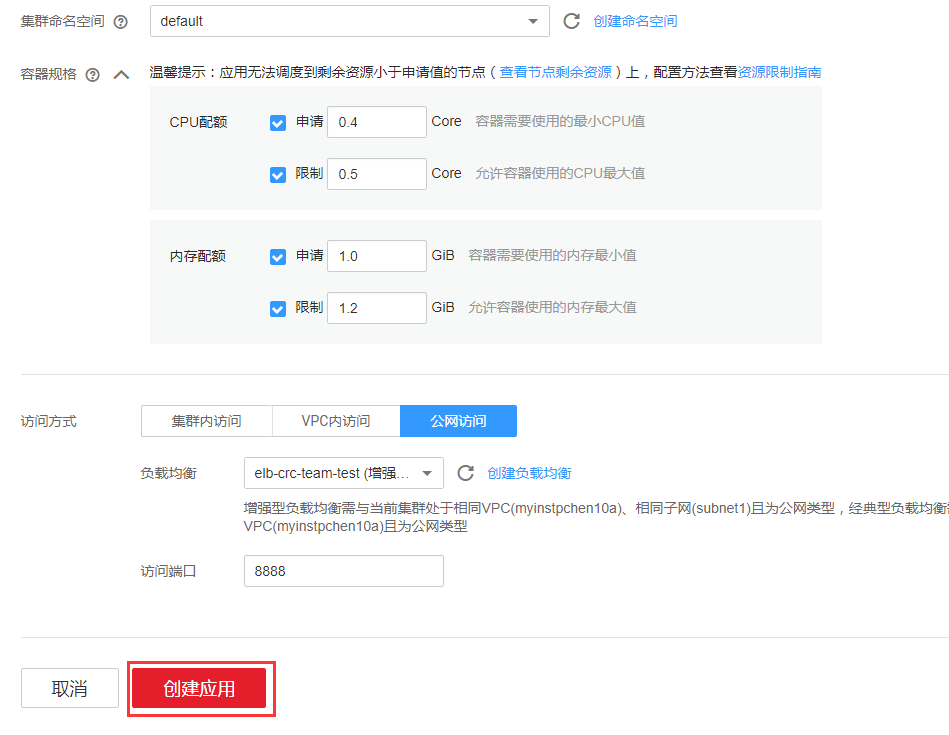 集群命名空间 default 创建命名空间
容器规格 温馨提示：应用无法调度到剩余资源小于申请值的节点（查看节点剩余资源）上，配置方法查看资源限制指南
CPU配额 申请 0.4 Core 容器需要使用的最小CPU值
限制 0.5 Core 允许容器使用的CPU最大值
内存配额 申请 1.0 GiB 容器需要使用的内存最小值
限制 1.2 GiB 允许容器使用的内存最大值
访问方式 集群内访问 VPC内访问 公网访问
负载均衡 elb-crc-team-test (增强... 创建负载均衡
增强型负载均衡需与当前集群处于相同VPC(myinstpchen10a)、相同子网(subnet1)且为公网类型，经典型负载均衡
VPC(myinstpchen10a)且为公网类型
访问端口 8888
取消 创建应用